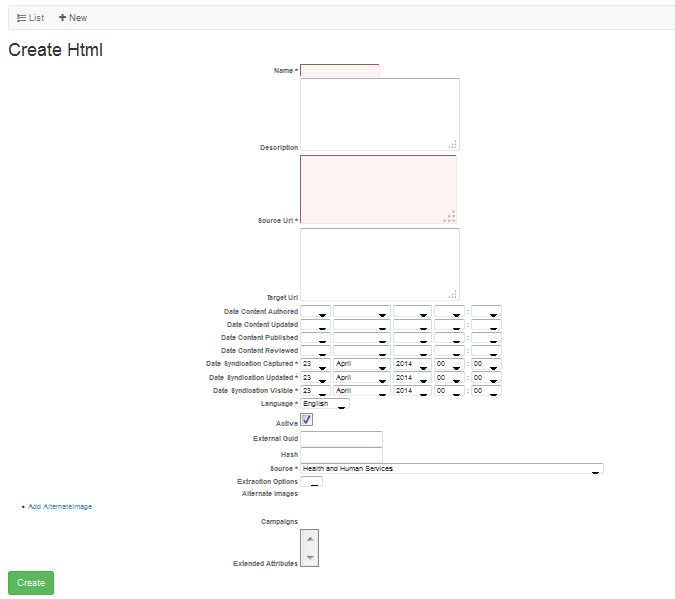 List New
Create Html
Name *
Description
Source Url *
Target Url
Date Content Authored :
Date Content Updated :
Date Content Published :
Date Content Reviewed :
Date Syndication Captured * 23 April 2014 00 : 00
Date Syndication Updated * 23 April 2014 00 : 00
Date Syndication Visible * 23 April 2014 00 : 00
Language * English
Active
External Guid
Hash
Source * Health and Human Services
Extraction Options
Alternate Images
• Add AlternateImage
Campaigns
Extended Attributes
Create